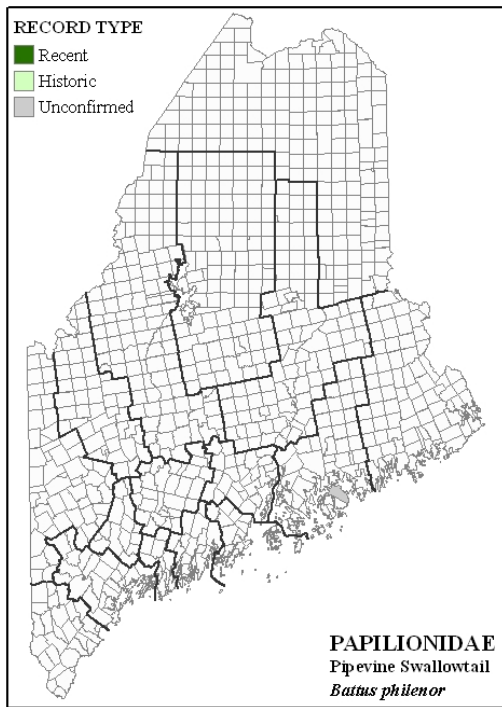 RECORD TYPE
Recent
Historic
Unconfirmed
PAPILIONIDAE
Pipevine Swallowtail
Battus philenor